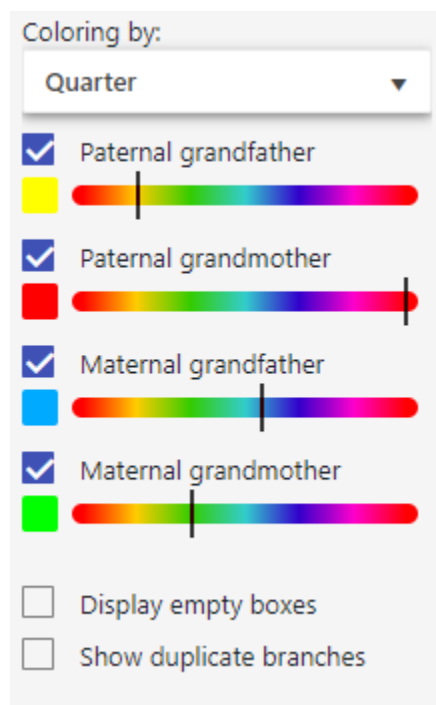 Coloring by:
Quarter
Paternal grandfather
Paternal grandmother
Maternal grandfather
Maternal grandmother
Display empty boxes
Show duplicate branches